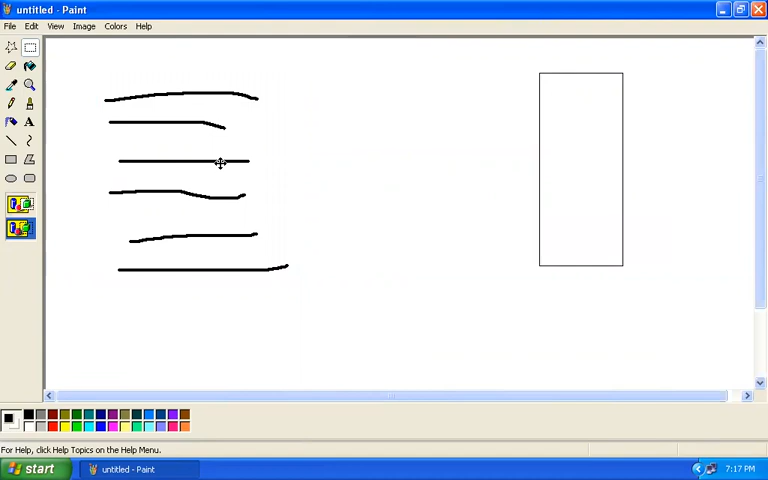 untitled - Paint
File Edit View Image Colors Help
A
For Help, click Help Topics on the Help Menu.
start untitled - Paint 7:17 PM